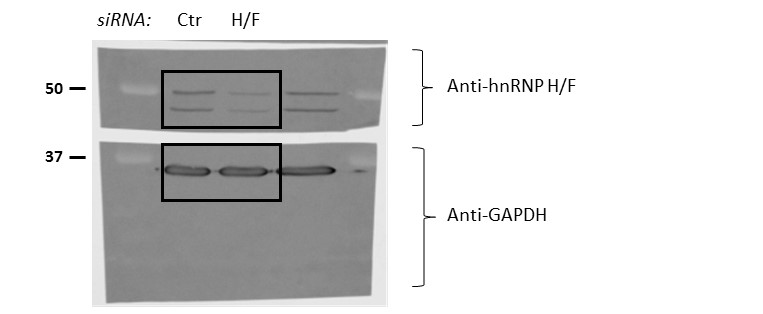 siRNA: Ctr H/F
50
Anti-hnRNP H/F
37
Anti-GAPDH